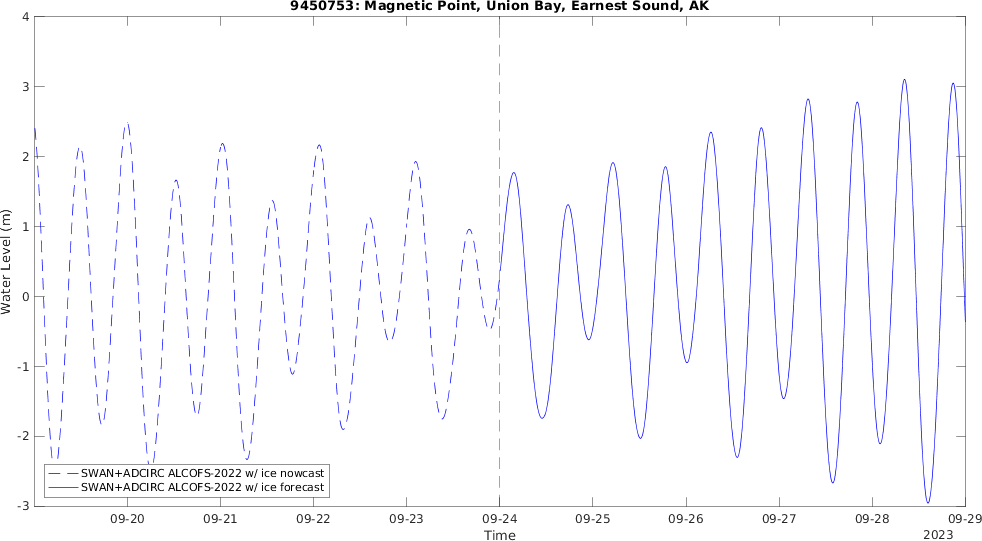 9450753: Magnetic Point, Union Bay, Earnest Sound, AK
Water Level (m)
4
3
2
1
0
-1
-2
-3
SWAN+ADCIRC ALCOFS-2022 w/ ice nowcast
SWAN+ADCIRC ALCOFS-2022 w/ ice forecast
09-20 09-21 09-22 09-23 09-24 09-25 09-26 09-27 09-28 09-29
Time
2023